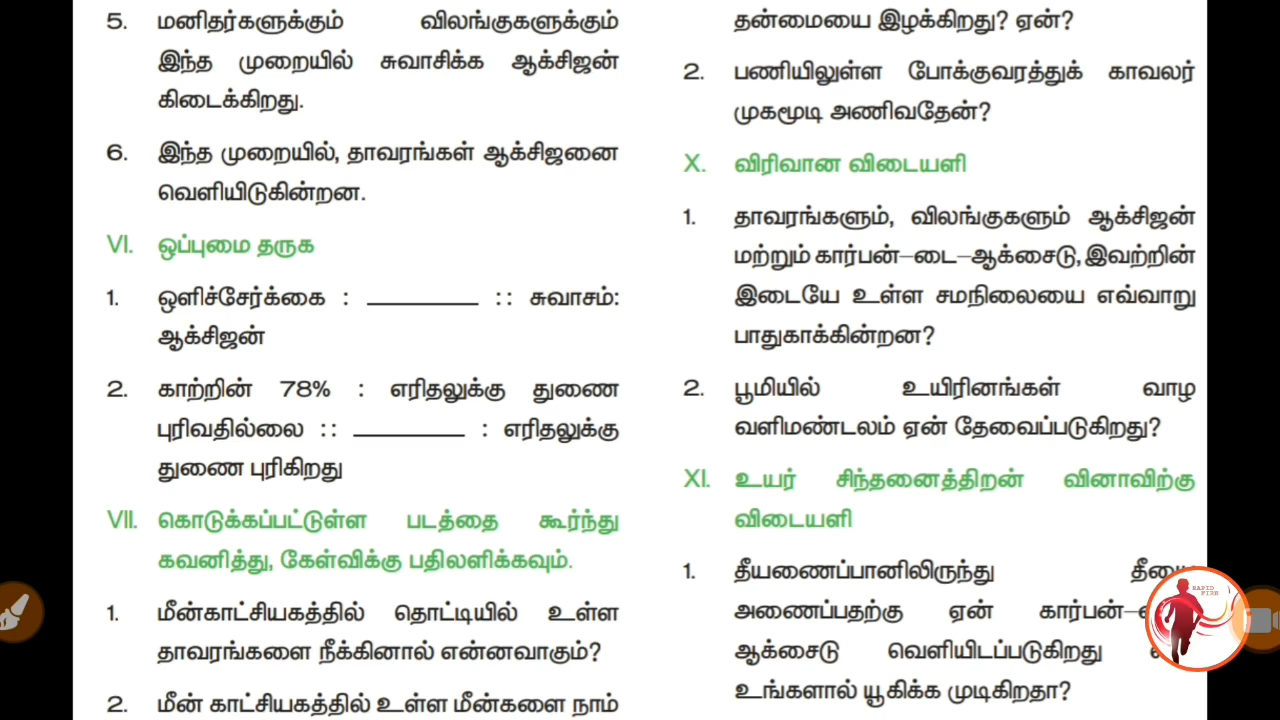 5. மனிதர்களுக்கும் விலங்குகளுக்கும்
இந்த முறையில் சுவாசிக்க ஆக்சிஜன்
கிடைக்கிறது.
6. இந்த முறையில், தாவரங்கள் ஆக்சிஜனை
வெளியிடுகின்றன.
VI. ஒப்புமை தருக
1. ஒளிச்சேர்க்கை : __________ :: சுவாசம்:
ஆக்சிஜன்
2. காற்றின் 78% : எரிதலுக்கு துணை
புரிவதில்லை :: __________ : எரிதலுக்கு
துணை புரிகிறது
VII. கொடுக்கப்பட்டுள்ள படத்தை கூர்ந்து
கவனித்து, கேள்விக்கு பதிலளிக்கவும்.
1. மீன்காட்சியகத்தில் தொட்டியில் உள்ள
தாவரங்களை நீக்கினால் என்னவாகும்?
2. மீன் காட்சியகத்தில் உள்ள மீன்களை நாம்
தன்மையை இழக்கிறது? ஏன்?
2. பணியிலுள்ள போக்குவரத்துக் காவலர்
முகமூடி அணிவதேன்?
X. விரிவான விடையளி
1. தாவரங்களும், விலங்குகளும் ஆக்சிஜன்
மற்றும் கார்பன்–டை–ஆக்சைடு, இவற்றின்
இடையே உள்ள சமநிலையை எவ்வாறு
பாதுகாக்கின்றன?
2. பூமியில் உயிரினங்கள் வாழ
வளிமண்டலம் ஏன் தேவைப்படுகிறது?
XI. உயர் சிந்தனைத்திறன் வினாவிற்கு
விடையளி
1. தீயணைப்பானிலிருந்து
அணைப்பதற்கு ஏன் கார்பன்–
ஆக்சைடு வெளியிடப்படுகிறது
உங்களால் யூகிக்க முடிகிறதா?
RAPID
FIRE